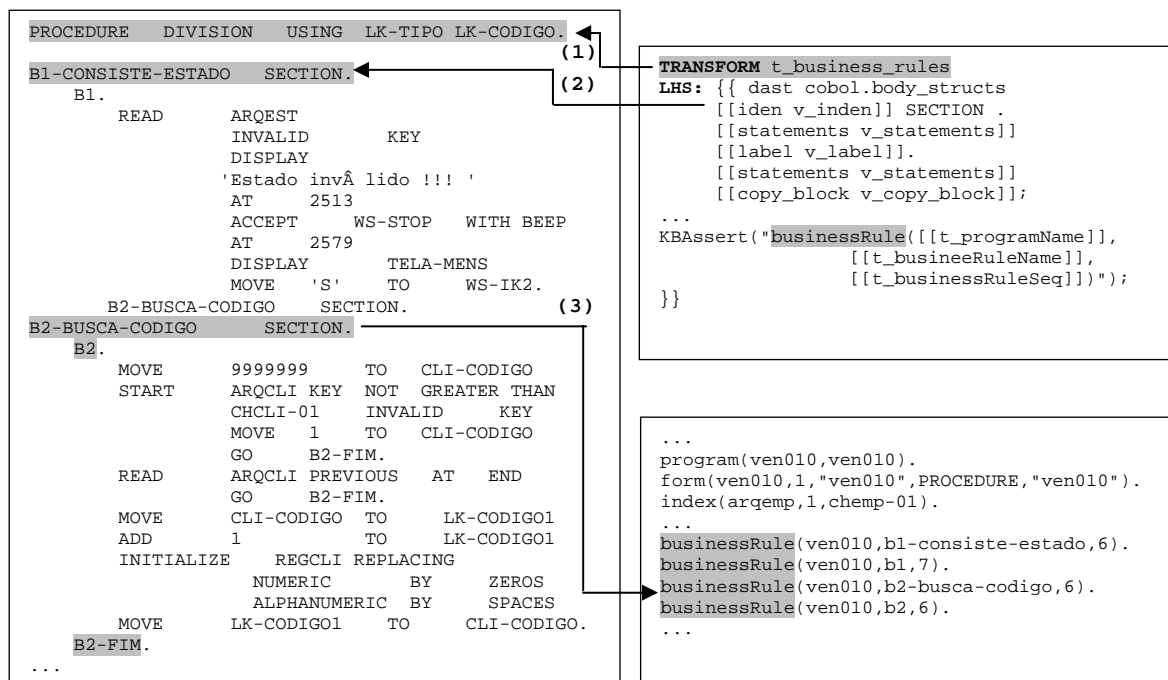 PROCEDURE DIVISION USING LK-TIPO LK-CODIGO.
(1)
B1-CONSISTE-ESTADO SECTION.
(2)
B1.
READ ARQEST
INVALID KEY
DISPLAY
'Estado invÂ lido !!! '
AT 2513
ACCEPT WS-STOP WITH BEEP
AT 2579
DISPLAY TELA-MENS
MOVE 'S' TO WS-IK2.
B2-BUSCA-CODIGO SECTION.
(3)
B2-BUSCA-CODIGO SECTION.
B2.
MOVE 9999999 TO CLI-CODIGO
START ARQCLI KEY NOT GREATER THAN
CHCLI-01 INVALID KEY
MOVE 1 TO CLI-CODIGO
GO B2-FIM.
READ ARQCLI PREVIOUS AT END
GO B2-FIM.
MOVE CLI-CODIGO TO LK-CODIGO1
ADD 1 TO LK-CODIGO1
INITIALIZE REGCLI REPLACING
NUMERIC BY ZEROS
ALPHANUMERIC BY SPACES
MOVE LK-CODIGO1 TO CLI-CODIGO.
B2-FIM.
...
TRANSFORM t_business_rules
LHS: {{ dast cobol.body_structs
[[iden v_inden]] SECTION .
[[statements v_statements]]
[[label v_label]].
[[statements v_statements]]
[[copy_block v_copy_block]];
...
KBAssert("businessRule([[t_programName]],
[[t_busineeRuleName]],
[[t_businessRuleSeq]])");
}}
...
program(ven010,ven010).
form(ven010,1,"ven010",PROCEDURE,"ven010").
index(arqemp,1,chemp-01).
...
businessRule(ven010,b1-consiste-estado,6).
businessRule(ven010,b1,7).
businessRule(ven010,b2-busca-codigo,6).
businessRule(ven010,b2,6).
...